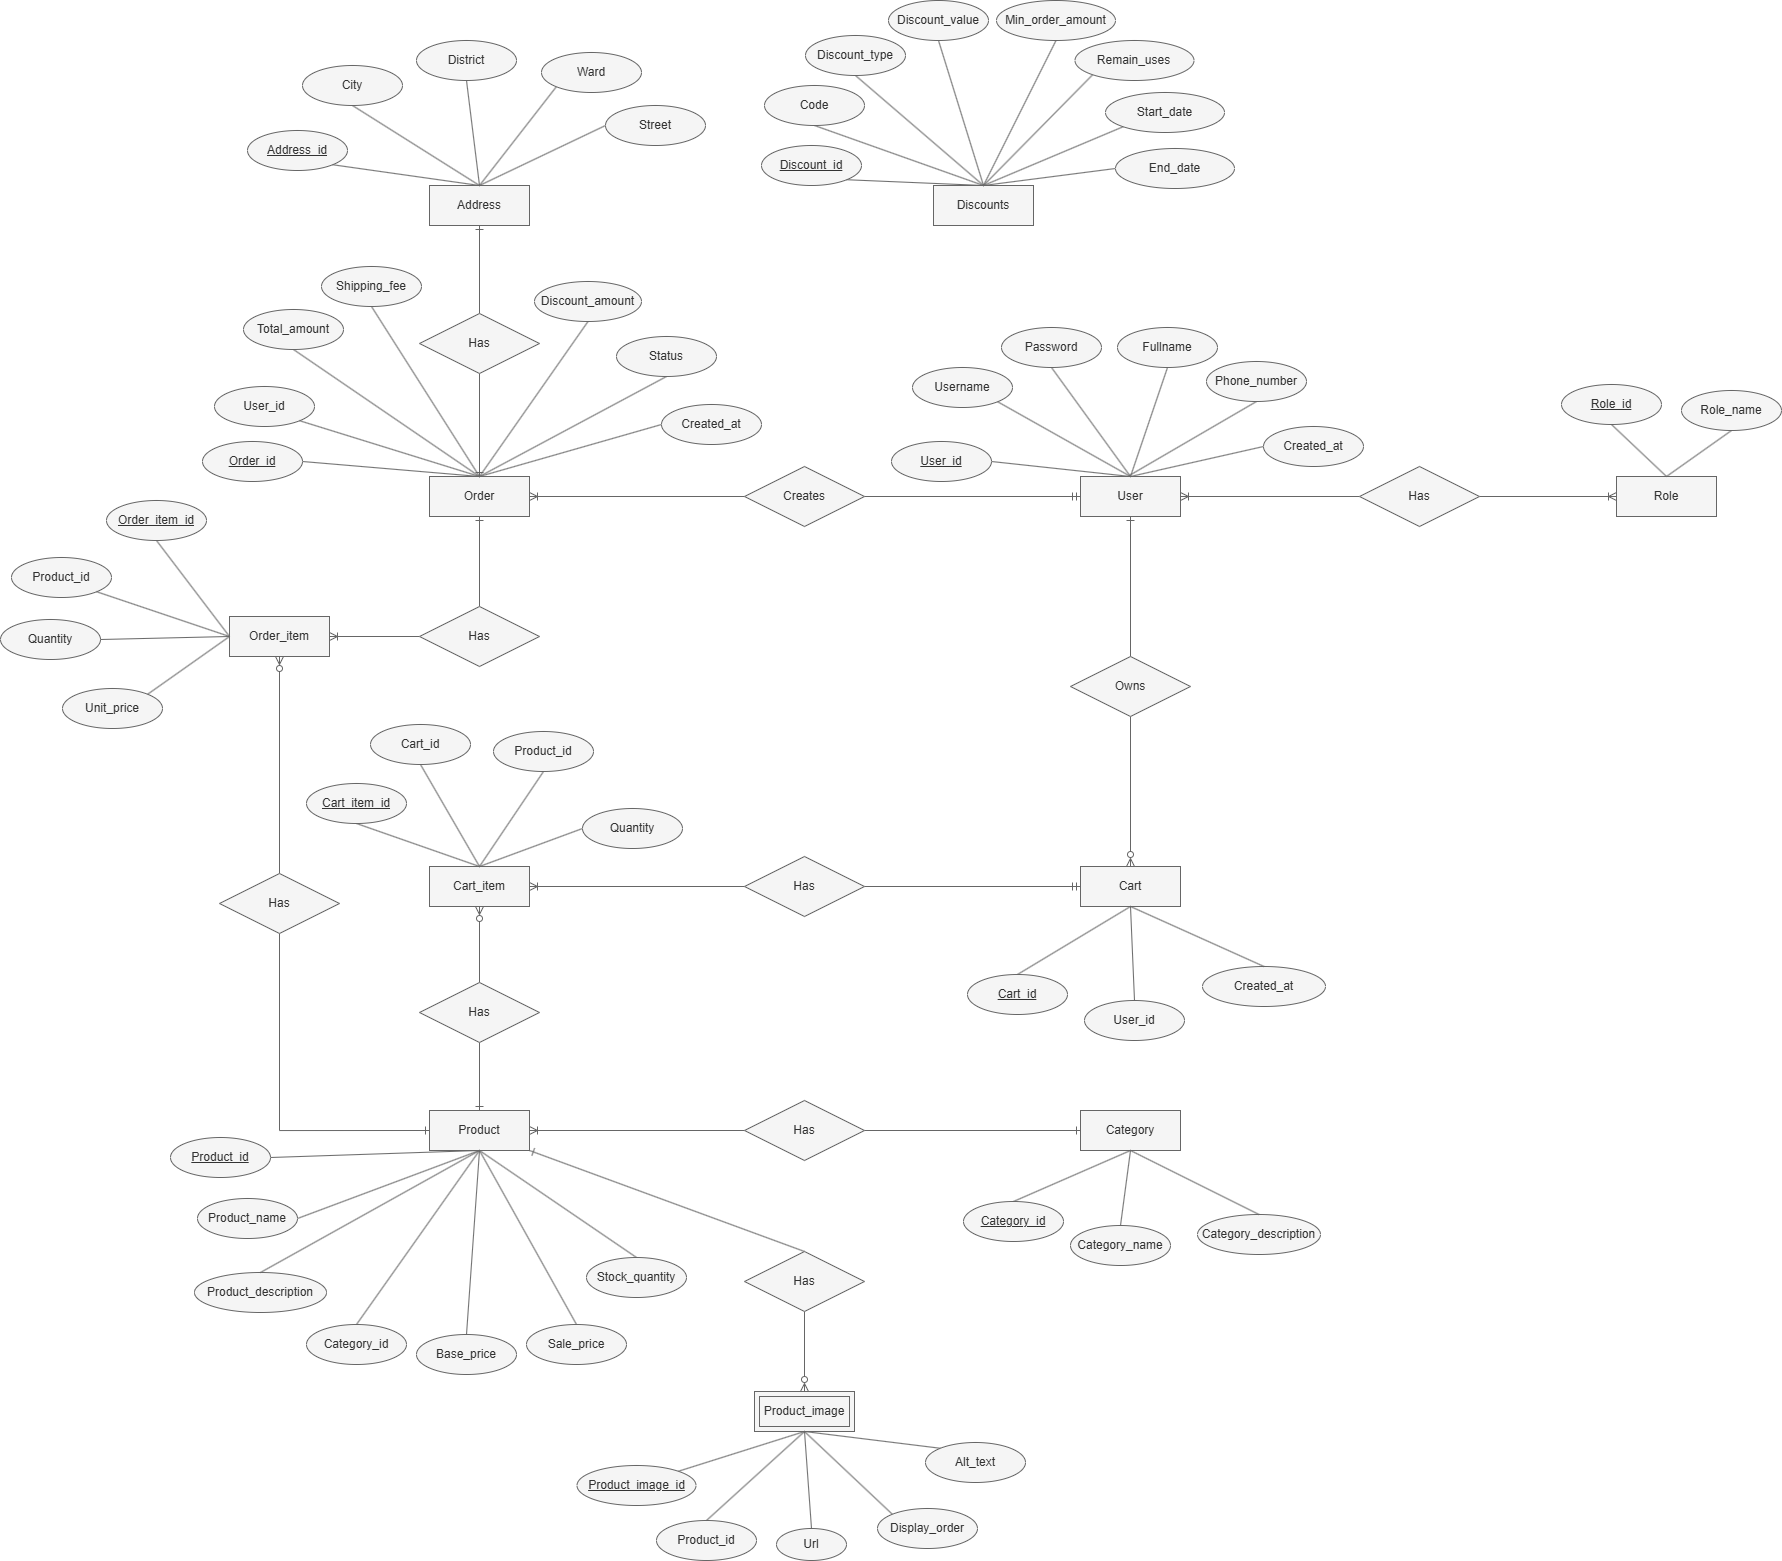 Discount_value
Min_order_amount
District
Discount_type
Remain_uses
City
Ward
Code
Start_date
Street
Address_id
Discount_id
End_date
Address
Discounts
Shipping_fee
Discount_amount
Total_amount
Has
Status
Password
Fullname
Username
Phone_number
User_id
Created_at
Role_id
Role_name
Order_id
User_id
Created_at
Order
Creates
User
Has
Role
Order_item_id
Product_id
Quantity
Order_item
Has
Unit_price
Owns
Cart_id
Product_id
Cart_item_id
Quantity
Cart_item
Has
Cart
Has
Cart_id
User_id
Created_at
Has
Product
Has
Category
Product_id
Product_name
Category_id
Category_name
Category_description
Product_description
Stock_quantity
Has
Category_id
Base_price
Sale_price
Product_image
Product_image_id
Alt_text
Product_id
Url
Display_order